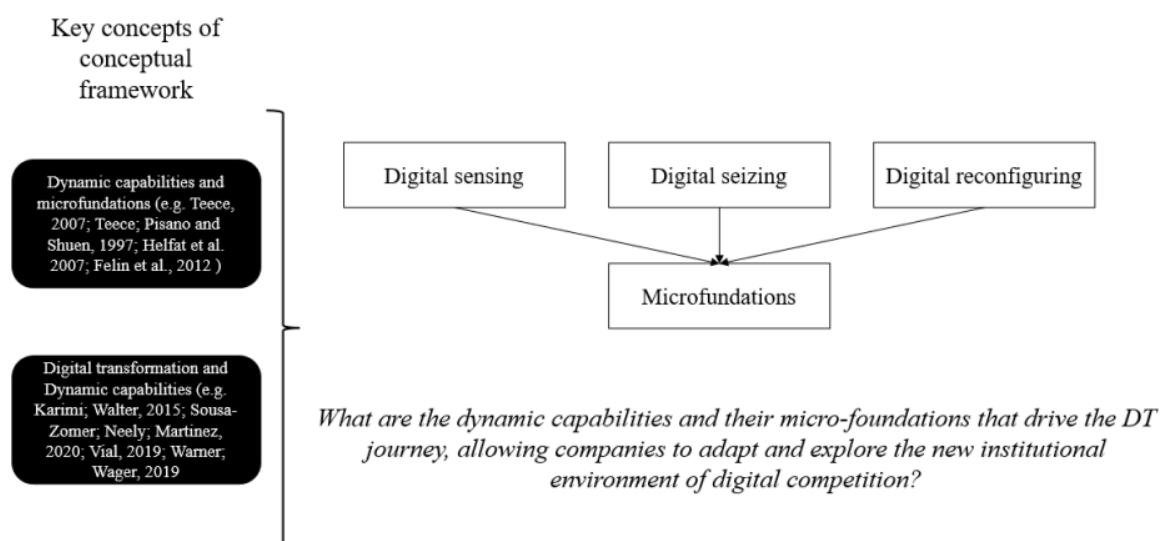 Key concepts of
conceptual
framework
Dynamic capabilities and
microfundations (e.g. Teece,
2007; Teece; Pisano and
Shuen, 1997; Helfat et al.
2007; Felin et al., 2012 )
Digital transformation and
Dynamic capabilities (e.g.
Karimi; Walter, 2015; Sousa-
Zomer; Neely; Martinez,
2020; Vial, 2019; Warner;
Wager, 2019
Digital sensing
Digital seizing
Digital reconfiguring
Microfundations
What are the dynamic capabilities and their micro-foundations that drive the DT
journey, allowing companies to adapt and explore the new institutional
environment of digital competition?